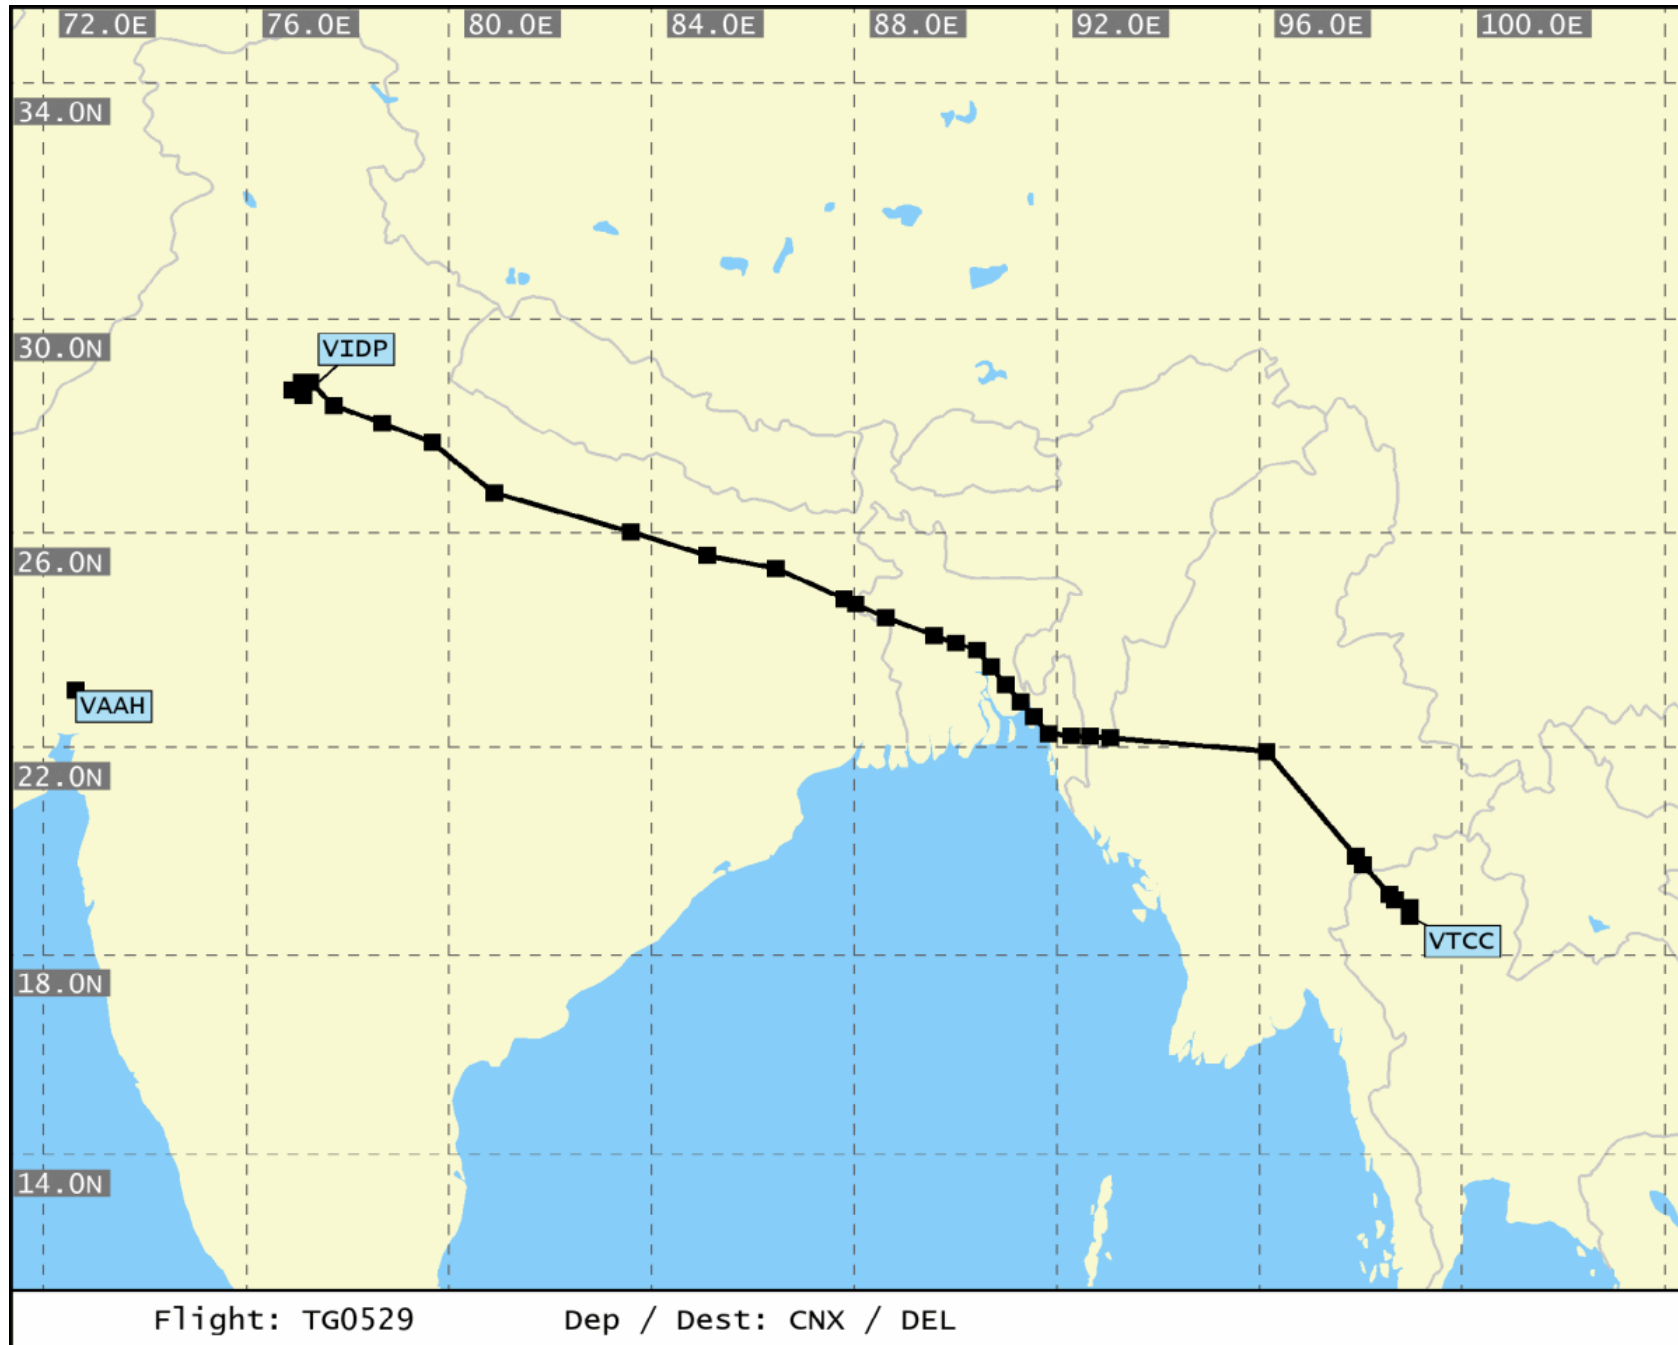 72.0E 76.0E 80.0E 84.0E 88.0E 92.0E 96.0E 100.0E
34.0N
30.0N
VIDP
26.0N
VAAH
22.0N
VTCC
18.0N
14.0N
Flight: TG0529 Dep / Dest: CNX / DEL